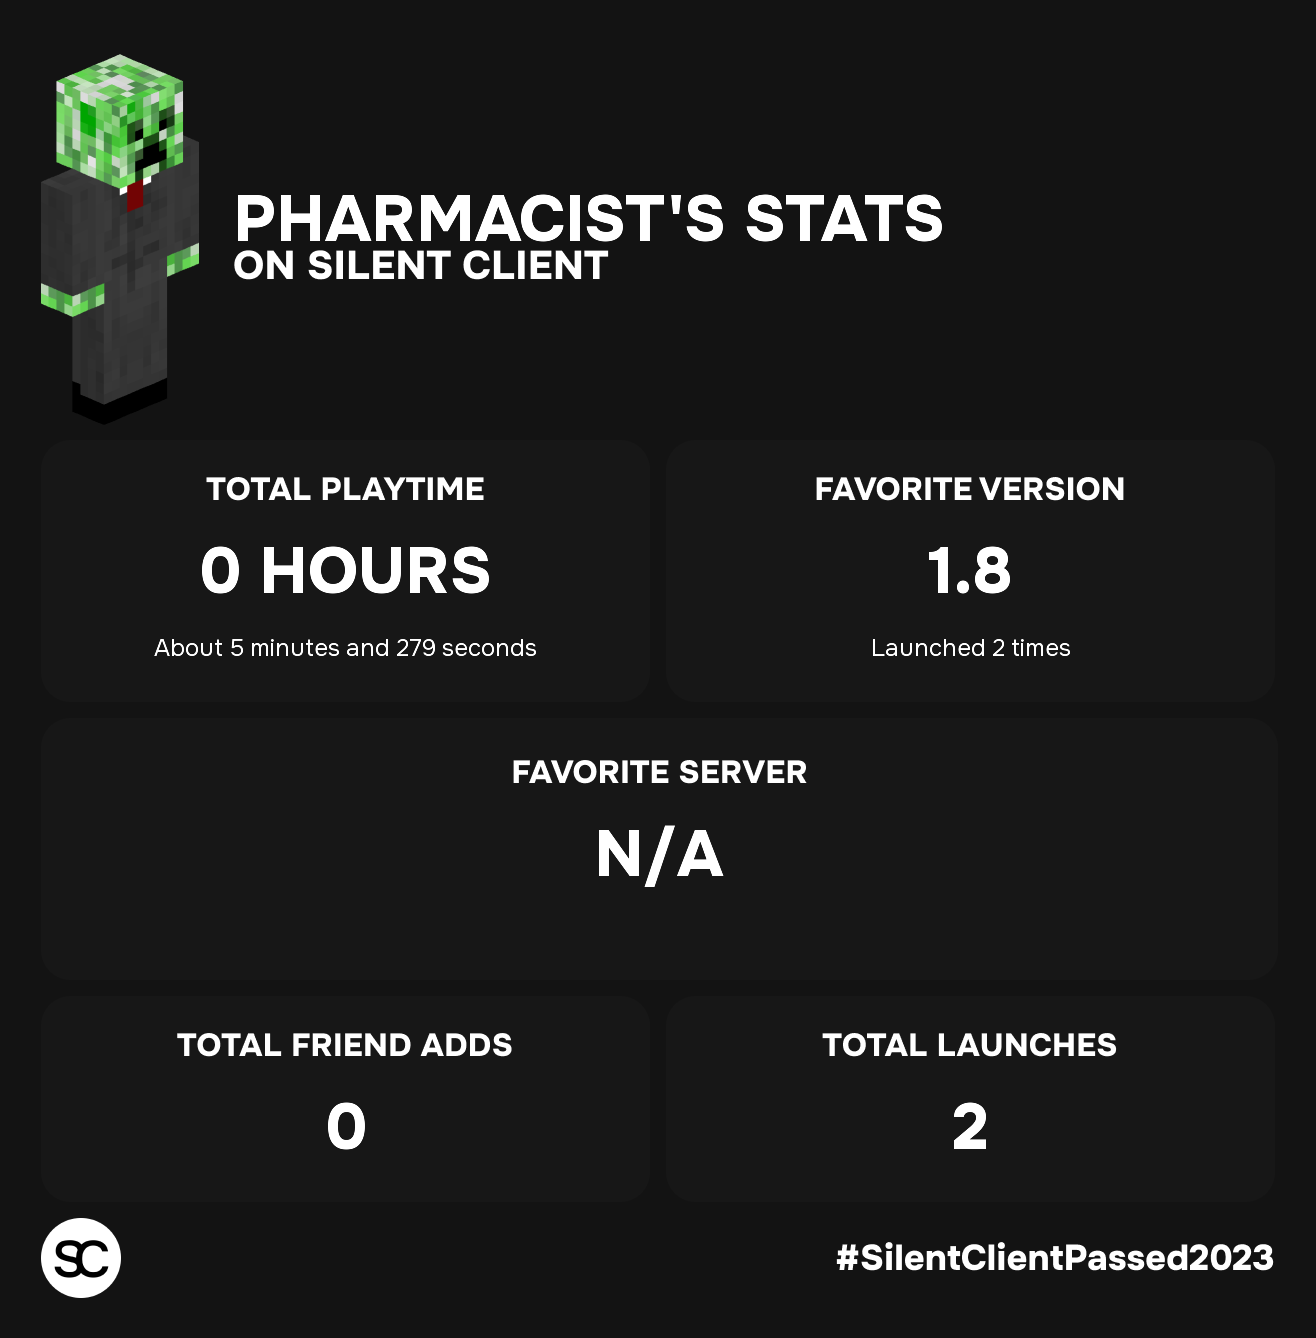 PHARMACIST'S STATS
ON SILENT CLIENT
TOTAL PLAYTIME
0 HOURS
About 5 minutes and 279 seconds
FAVORITE VERSION
1.8
Launched 2 times
FAVORITE SERVER
N/A
TOTAL FRIEND ADDS
0
TOTAL LAUNCHES
2
SC
#SilentClientPassed2023